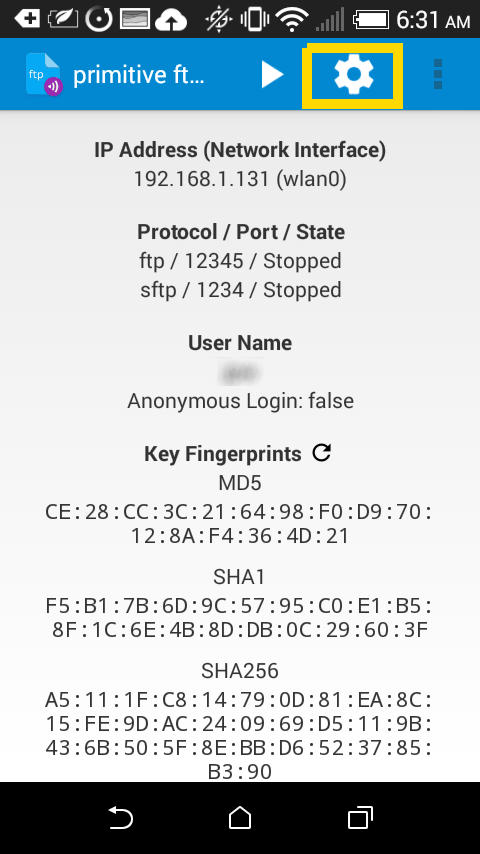 6:31 AM
ftp primitive ft...
IP Address (Network Interface)
192.168.1.131 (wlan0)
Protocol / Port / State
ftp / 12345 / Stopped
sftp / 1234 / Stopped
User Name
Anonymous Login: false
Key Fingerprints
MD5
CE:28:CC:3C:21:64:98:F0:D9:70:
12:8A:F4:36:4D:21
SHA1
F5:B1:7B:6D:9C:57:95:C0:E1:B5:
8F:1C:6E:4B:8D:DB:0C:29:60:3F
SHA256
A5:11:1F:C8:14:79:0D:81:EA:8C:
15:FE:9D:AC:24:09:69:D5:11:9B:
43:6B:50:5F:8E:BB:D6:52:37:85:
B3:90